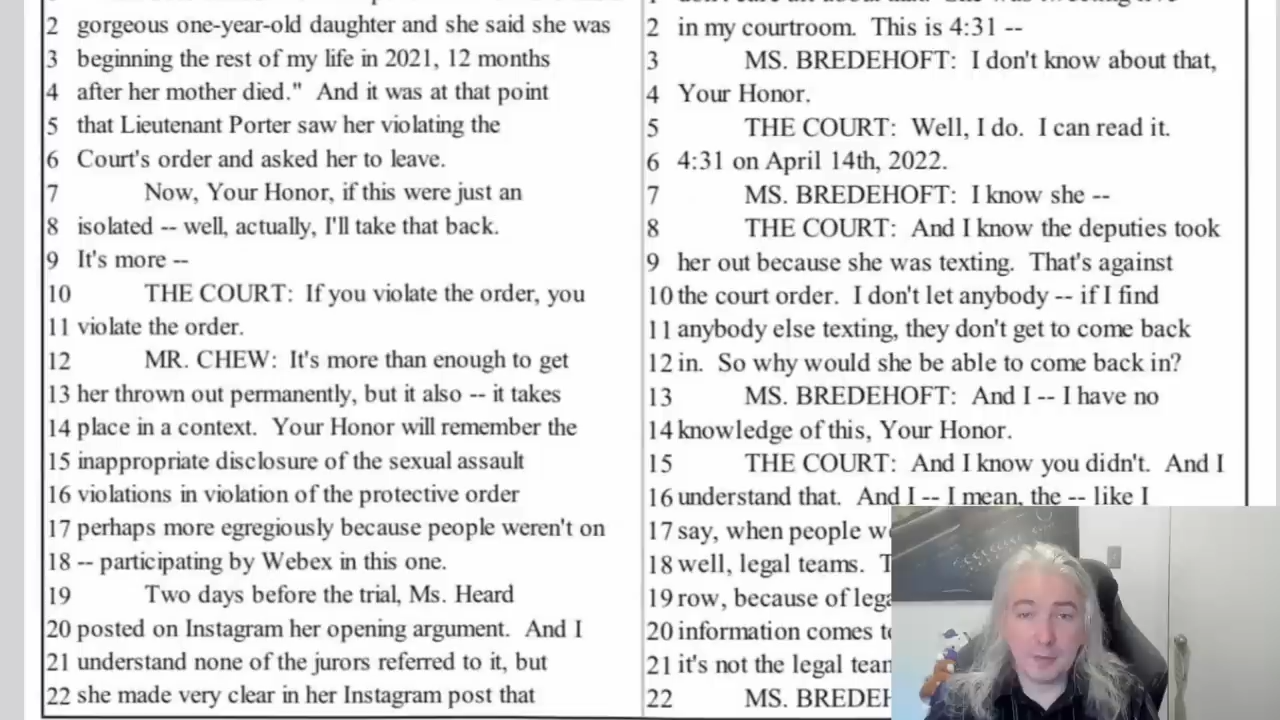 2 gorgeous one-year-old daughter and she said she was
3 beginning the rest of my life in 2021, 12 months
4 after her mother died." And it was at that point
5 that Lieutenant Porter saw her violating the
6 Court's order and asked her to leave.
7 Now, Your Honor, if this were just an
8 isolated -- well, actually, I'll take that back.
9 It's more --
10 THE COURT: If you violate the order, you
11 violate the order.
12 MR. CHEW: It's more than enough to get
13 her thrown out permanently, but it also -- it takes
14 place in a context. Your Honor will remember the
15 inappropriate disclosure of the sexual assault
16 violations in violation of the protective order
17 perhaps more egregiously because people weren't on
18 -- participating by Webex in this one.
19 Two days before the trial, Ms. Heard
20 posted on Instagram her opening argument. And I
21 understand none of the jurors referred to it, but
22 she made very clear in her Instagram post that
2 in my courtroom. This is 4:31 --
3 MS. BREDEHOFT: I don't know about that,
4 Your Honor.
5 THE COURT: Well, I do. I can read it.
6 4:31 on April 14th, 2022.
7 MS. BREDEHOFT: I know she --
8 THE COURT: And I know the deputies took
9 her out because she was texting. That's against
10 the court order. I don't let anybody -- if I find
11 anybody else texting, they don't get to come back
12 in. So why would she be able to come back in?
13 MS. BREDEHOFT: And I -- I have no
14 knowledge of this, Your Honor.
15 THE COURT: And I know you didn't. And I
16 understand that. And I -- I mean, the -- like I
17 say, when people
18 well, legal teams.
19 row, because of
20 information comes
21 it's not the legal
22 MS.